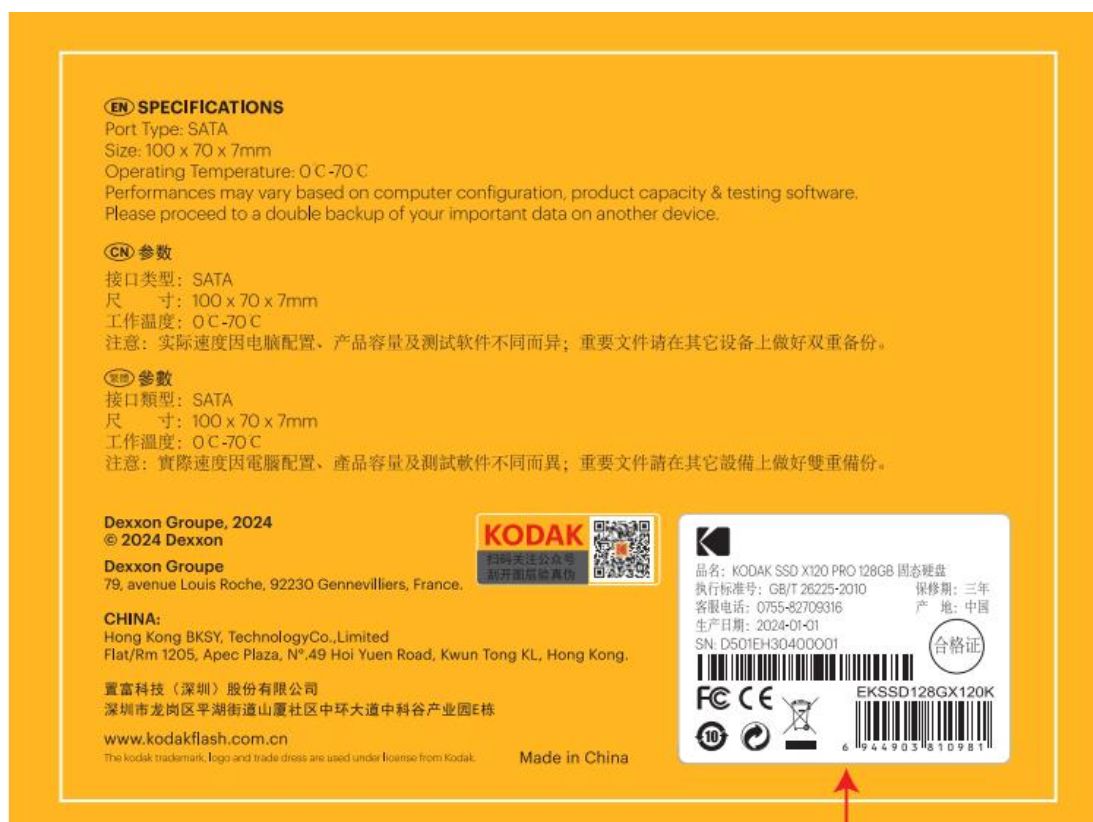 EN SPECIFICATIONS
Port Type: SATA
Size: 100 x 70 x 7mm
Operating Temperature: 0℃-70℃
Performances may vary based on computer configuration, product capacity & testing software.
Please proceed to a double backup of your important data on another device.
CN 参数
接口类型：SATA
尺 寸：100 x 70 x 7mm
工作温度：0℃-70℃
注意：实际速度因电脑配置、产品容量及测试软件不同而异；重要文件请在其它设备上做好双重备份。
繁體 參數
接口類型：SATA
尺 寸：100 x 70 x 7mm
工作溫度：0℃-70℃
注意：實際速度因電腦配置、產品容量及測試軟件不同而異；重要文件請在其它設備上做好雙重備份。
Dexxon Groupe, 2024
© 2024 Dexxon
Dexxon Groupe
79, avenue Louis Roche, 92230 Gennevilliers, France.
CHINA:
Hong Kong BKSY, TechnologyCo.,Limited
Flat/Rm 1205, Apec Plaza, N°.49 Hoi Yuen Road, Kwun Tong KL, Hong Kong.
置富科技（深圳）股份有限公司
深圳市龙岗区平湖街道山厦社区中环大道中科谷产业园E栋
www.kodakflash.com.cn
The kodak trademark, logo and trade dress are used under license from Kodak.
Made in China
KODAK
扫码关注公众号
刮开图层验真伪
品名：KODAK SSD X120 PRO 128GB 固态硬盘
执行标准号：GB/T 26225-2010 保修期：三年
客服电话：0755-82709316 产 地：中国
生产日期：2024-01-01
SN: D501EH30400001
合格证
FC CE
EKSSD128GX120K
10
6 944903 810981